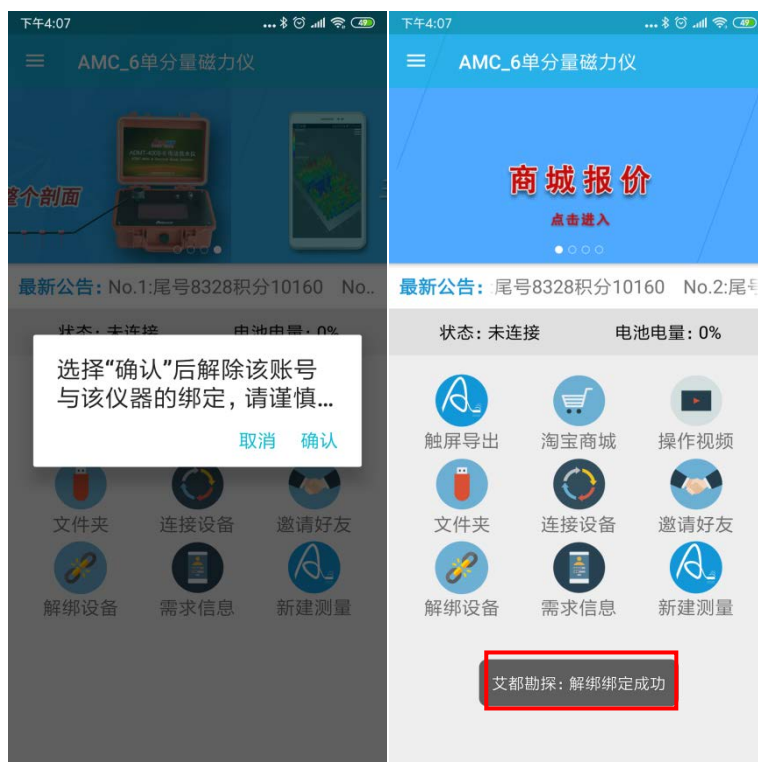 下午4:07
49
AMC_6单分量磁力仪
整个剖面
最新公告: No.1:尾号8328积分10160 No..
状态: 未连接 电池电量: 0%
选择“确认”后解除该账号
与该仪器的绑定，请谨慎...
取消 确认
文件夹 连接设备 邀请好友
解绑设备 需求信息 新建测量
下午4:07
49
AMC_6单分量磁力仪
商城报价
点击进入
最新公告: 尾号8328积分10160 No.2:尾号
状态: 未连接 电池电量: 0%
触屏导出 淘宝商城 操作视频
文件夹 连接设备 邀请好友
解绑设备 需求信息 新建测量
艾都勘探: 解绑绑定成功